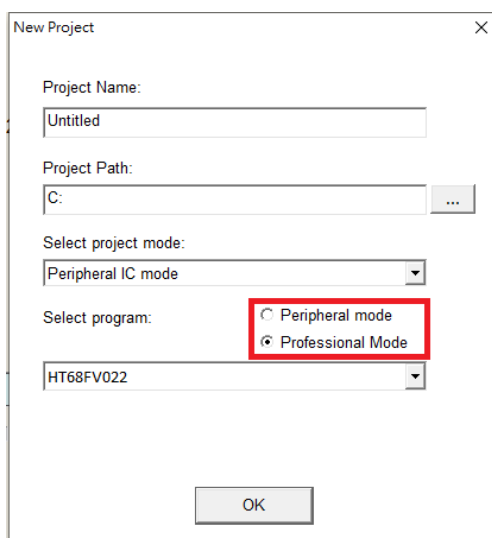 New Project
Project Name:
Untitled
Project Path:
C:
...
Select project mode:
Peripheral IC mode
Select program:
Peripheral mode
Professional Mode
HT68FV022
OK